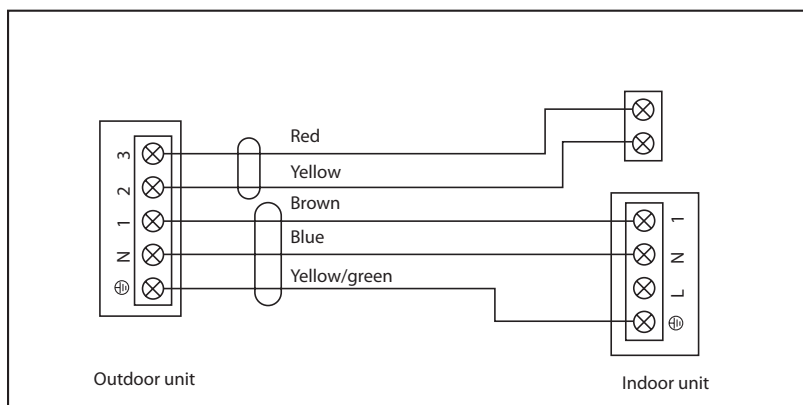 Red
3
Yellow
2
Brown
1
1
Blue
N
N
Yellow/green
L
Outdoor unit
Indoor unit